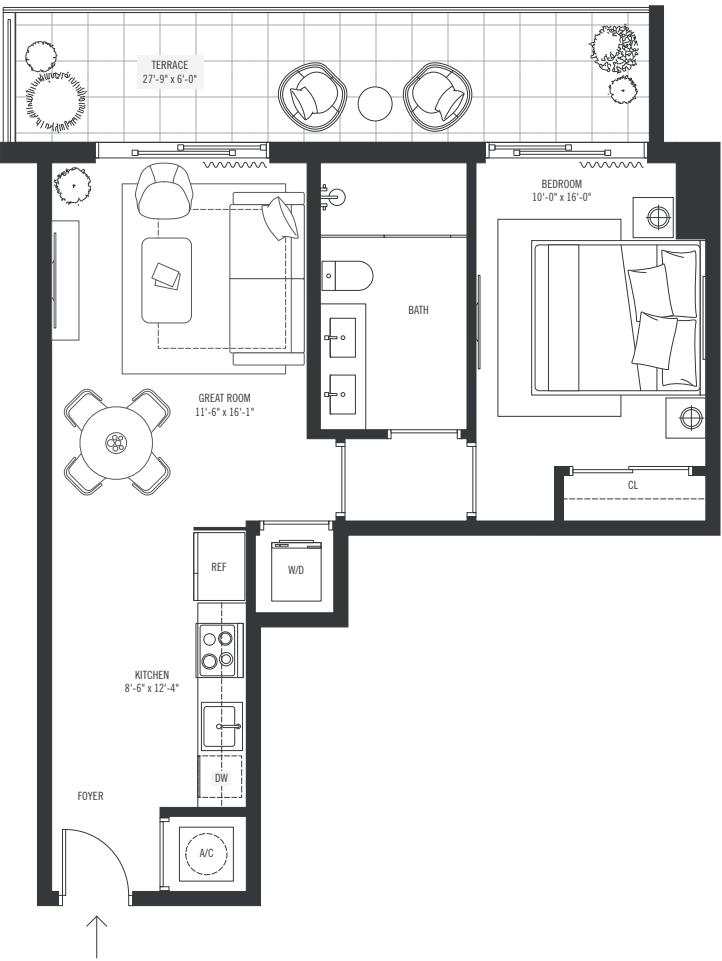 TERRACE
27'-9" x 6'-0"
BEDROOM
10'-0" x 16'-0"
BATH
GREAT ROOM
11'-6" x 16'-1"
CL
REF
W/D
KITCHEN
8'-6" x 12'-4"
DW
FOYER
A/C